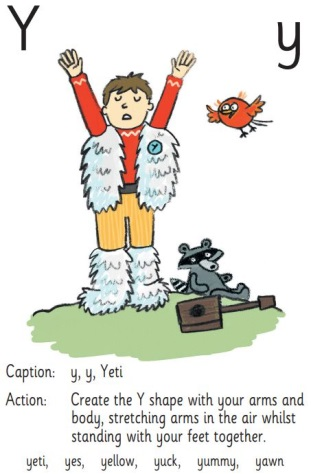 Y y
Y
Caption: y, y, Yeti
Action: Create the Y shape with your arms and
body, stretching arms in the air whilst
standing with your feet together.
yeti, yes, yellow, yuck, yummy, yawn